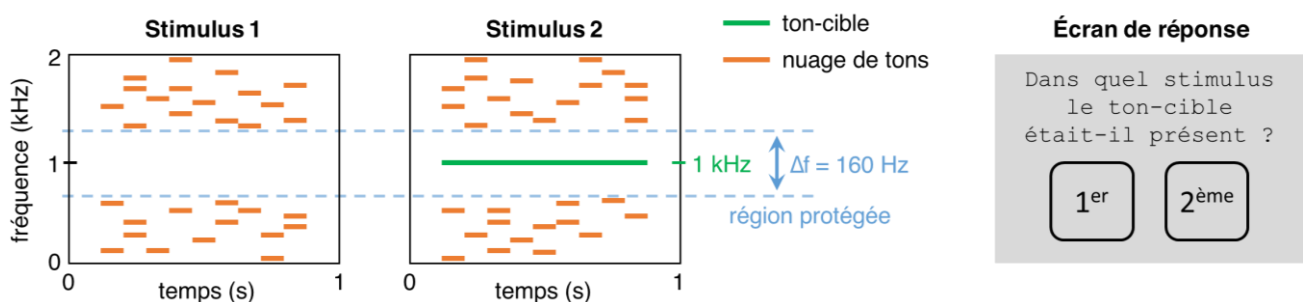 Stimulus 1
Stimulus 2
ton-cible
nuage de tons
Écran de réponse
fréquence (kHz)
2
1
0
0
1
temps (s)
0
1
temps (s)
1 kHz
Δf = 160 Hz
région protégée
Dans quel stimulus
le ton-cible
était-il présent ?
1er
2ème